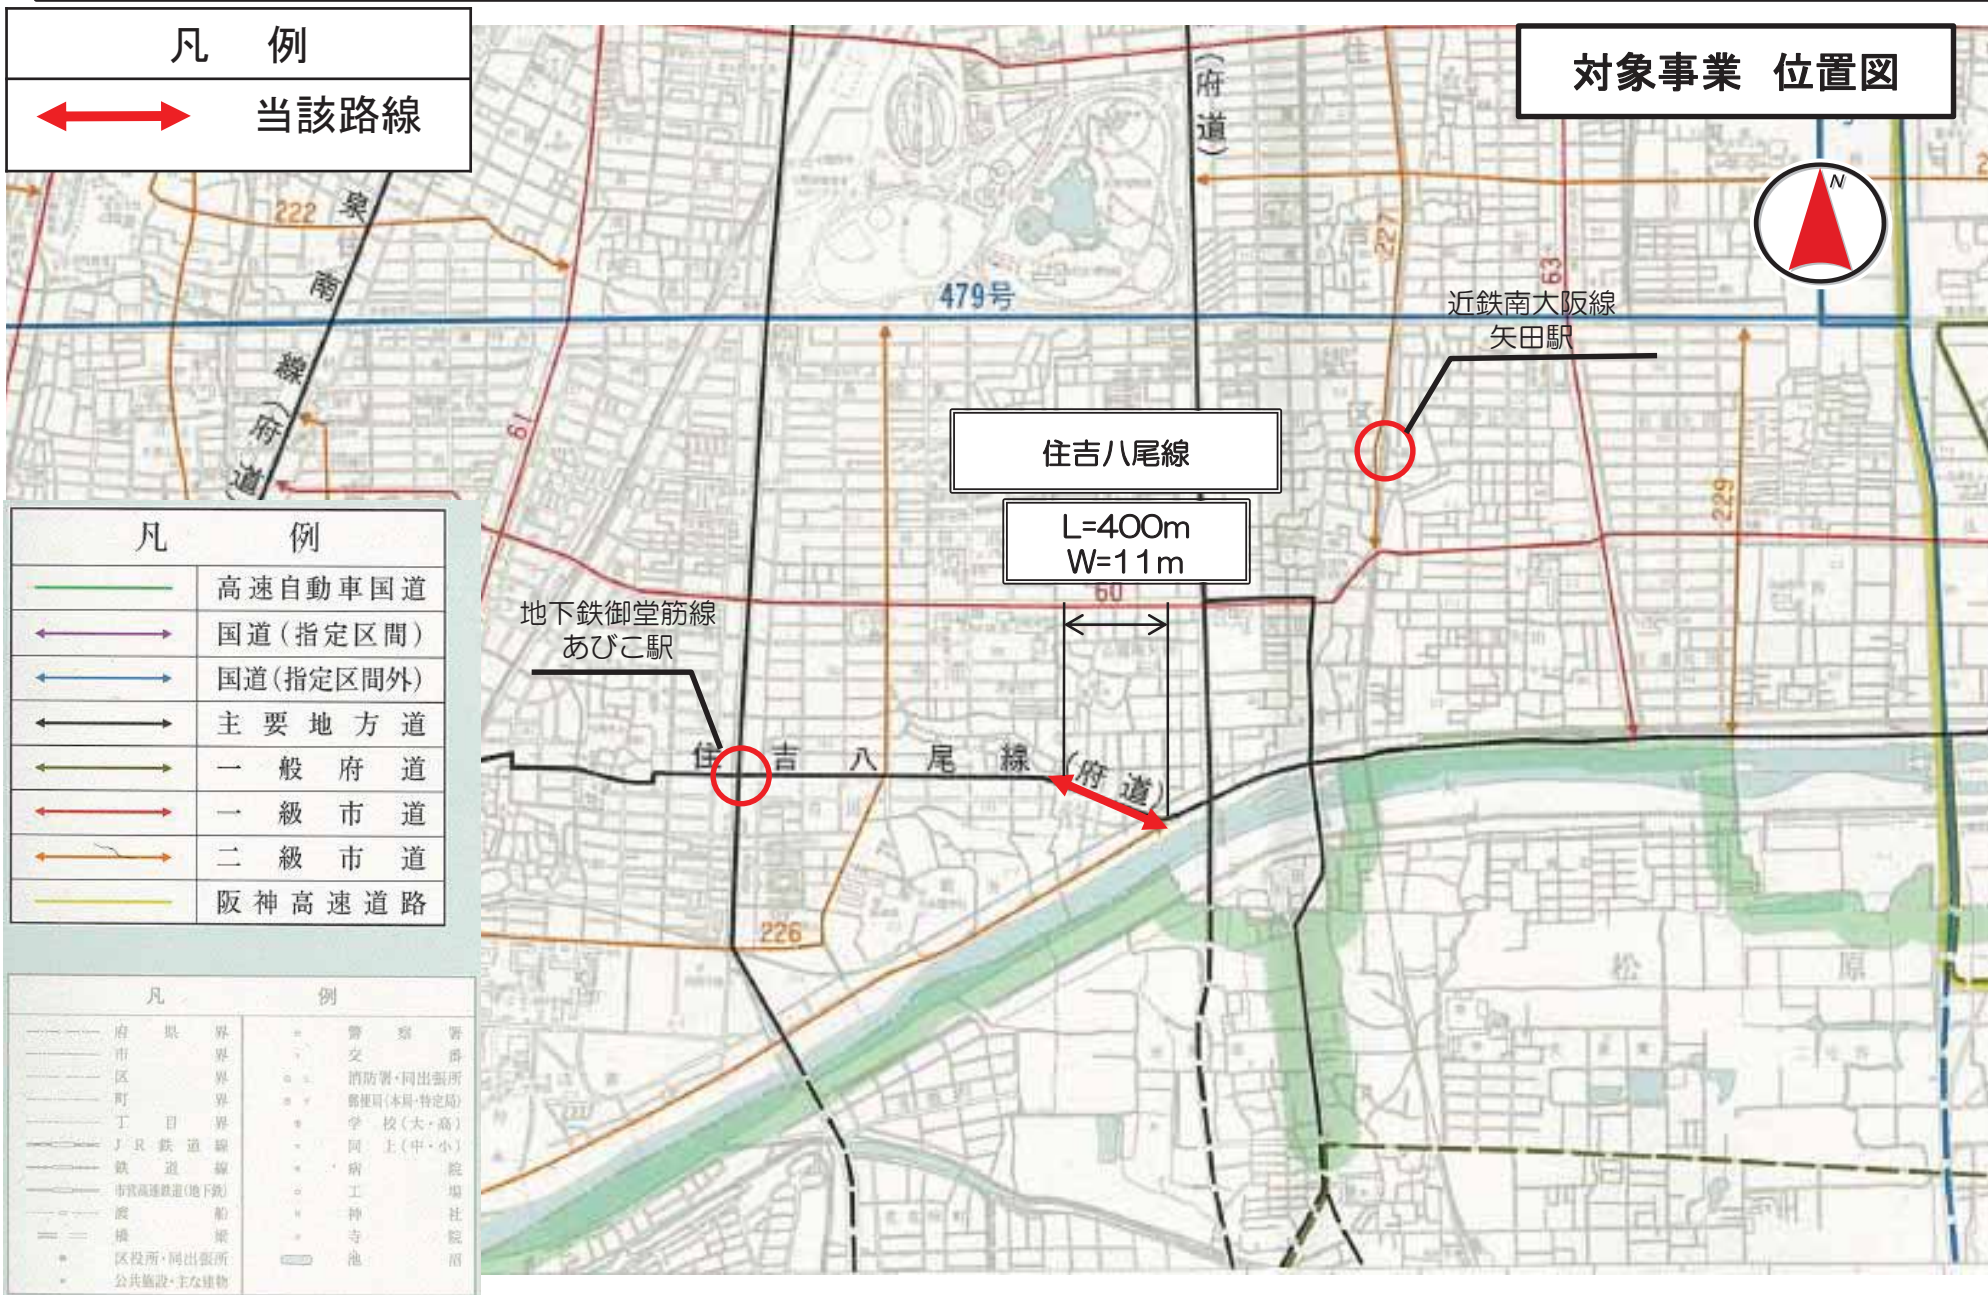 凡 例
当該路線
対象事業 位置図
N
(府道)
222
泉
南
線
(府
道
479号
227
63
近鉄南大阪線
矢田駅
61
住吉八尾線
L=400m
W=11m
229
60
地下鉄御堂筋線
あびこ駅
住吉八尾線(府道)
226
松 原
凡 例
高速自動車国道
国道(指定区間)
国道(指定区間外)
主要地方道
一般府道
一級市道
二級市道
阪神高速道路
凡 例
府県界
市界
区界
町界
丁目界
JR鉄道線
鉄道線
市営高速鉄道(地下鉄)
渡船
橋梁
区役所・同出張所
公共施設・主な建物
警察署
交番
消防署・同出張所
郵便局(本局・特定局)
学校(大・高)
同上(中・小)
病院
工場
神社
寺院
池沼